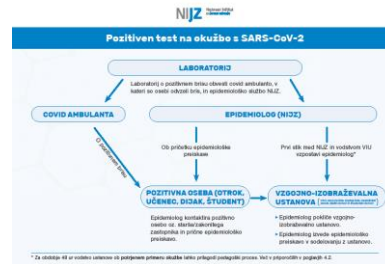 NIJZ Nacionalni inštitut za javno zdravje
Pozitiven test na okužbo s SARS-CoV-2
LABORATORIJ
Laboratorij o pozitivnem brisu obvesti covid ambulanto, v
kateri so osebi odvzeli bris, in epidemiološko službo NIJZ.
COVID AMBULANTA
EPIDEMIOLOG (NIJZ)
O pozitivnem brisu
Ob pričetku epidemiološke
preiskave
Prvi stik med NIJZ in vodstvom VIU
vzpostavi epidemiolog*
POZITIVNA OSEBA (OTROK,
UČENEC, DIJAK, ŠTUDENT)
VZGOJNO-IZOBRAŽEVALNA
USTANOVA
Epidemiolog kontaktira pozitivno
osebo oz. starše/zakonitega
zastopnika in prične epidemiološko
preiskavo.
• Epidemiolog pokliče vzgojno-
izobraževalno ustanovo.
• Epidemiolog izvede epidemiološko
preiskavo v sodelovanju z ustanovo.
* Za obdobje 48 ur vodstvo ustanove ob potrjenem primeru okužbe lahko prilagodi pedagoški proces. Več v priporočilih v poglavju 4.2.